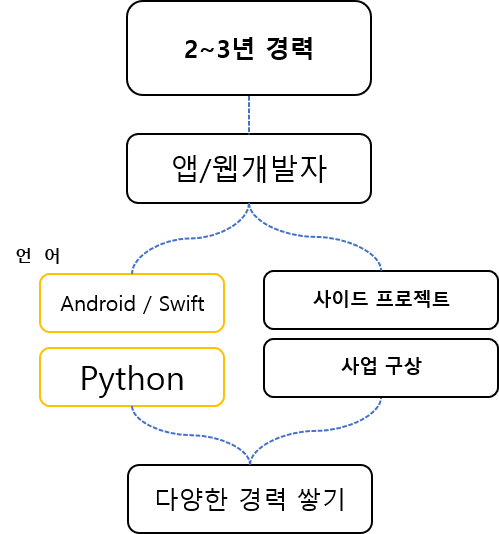 2~3년 경력
앱/웹개발자
언 어
Android / Swift
사이드 프로젝트
Python
사업 구상
다양한 경력 쌓기